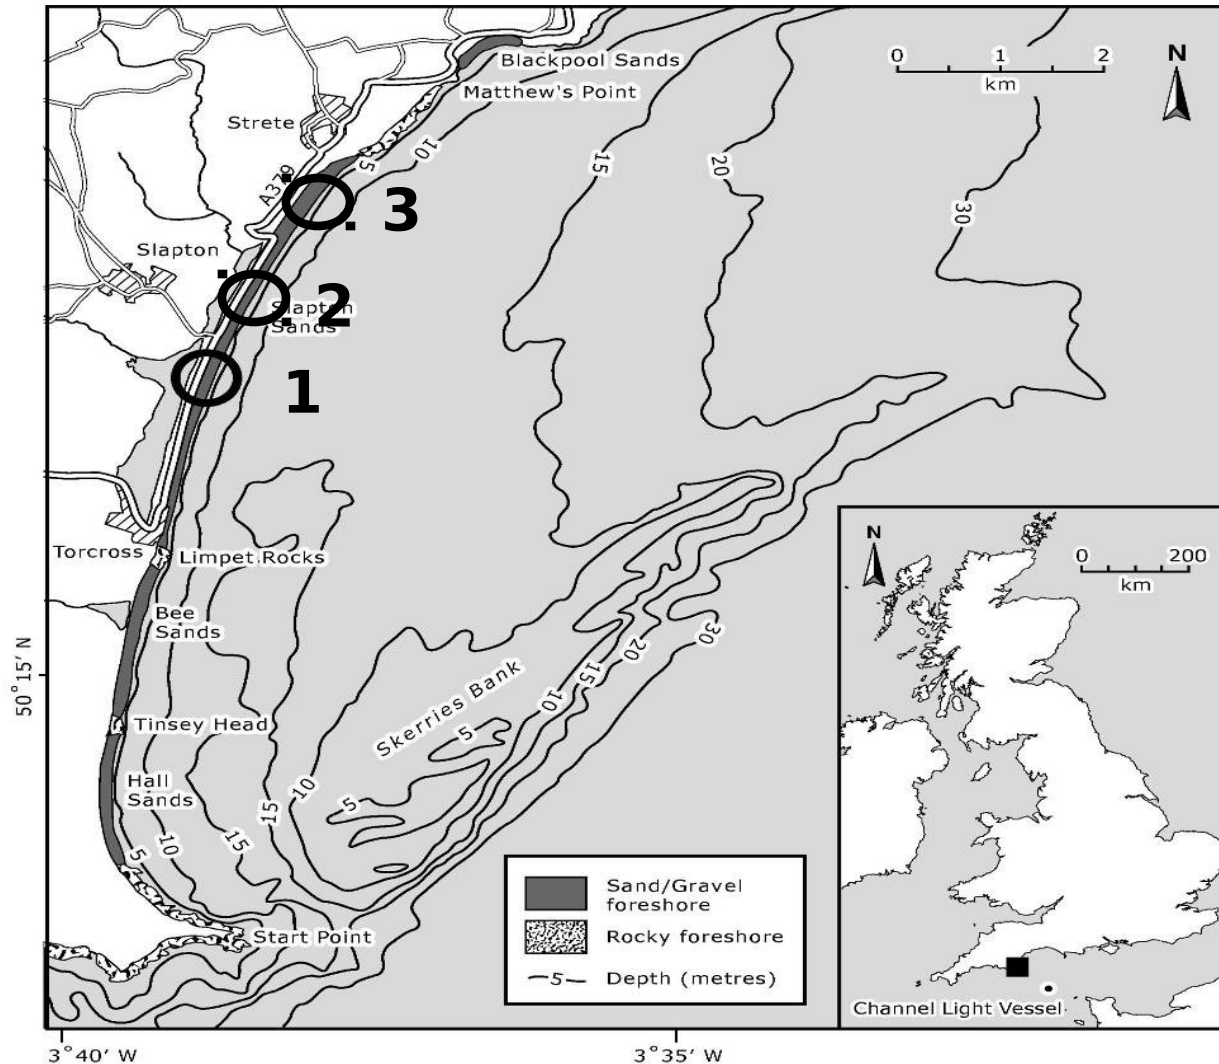 Blackpool Sands
Matthew's Point
0 1 2
km
N
Strete
A379
5
10
15
20
30
3
Slapton
Slapton
Sands
2
1
Torcross
Limpet Rocks
Bee
Sands
50°15' N
Tinsey Head
Skerries Bank
5
10
15
20
30
Hall
Sands
5
10
15
15
10
5
Start Point
Sand/Gravel
foreshore
Rocky foreshore
5 Depth (metres)
N
0 200
km
Channel Light Vessel
3°40' W
3°35' W